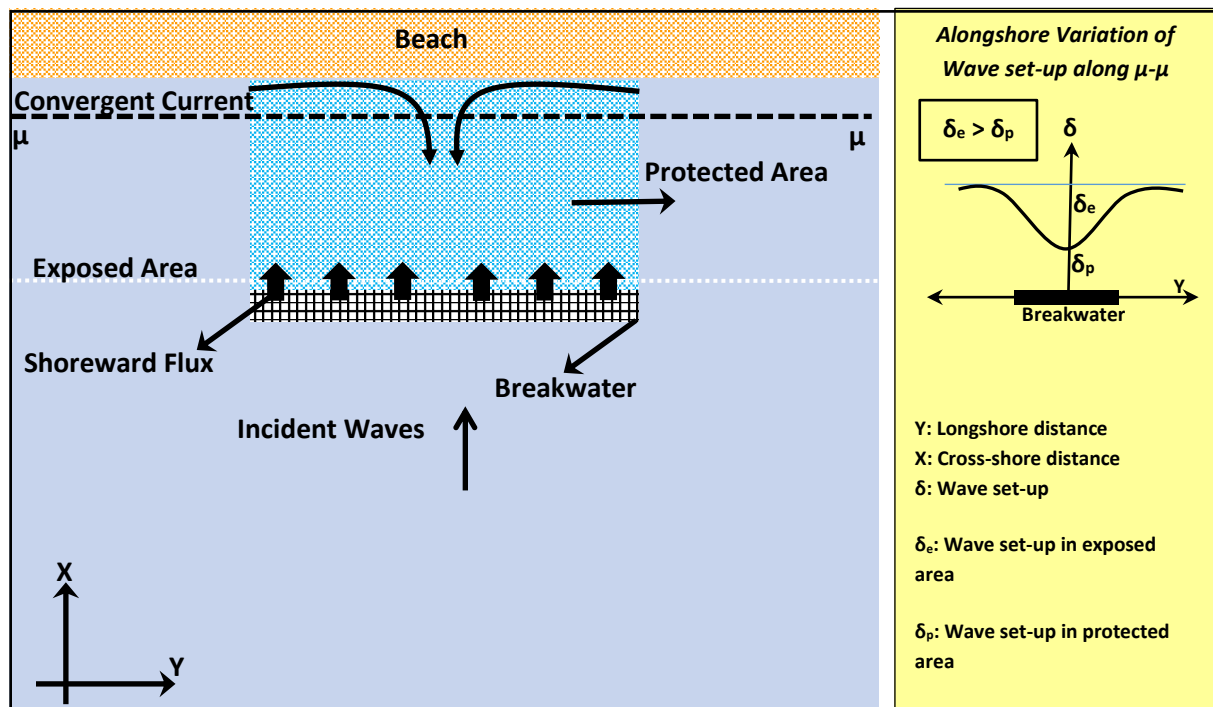 Beach
Convergent Current
μ
μ
Protected Area
Exposed Area
Shoreward Flux
Breakwater
Incident Waves
X
Y
Alongshore Variation of
Wave set-up along μ-μ
δe > δp
δ
δe
δp
Y
Breakwater
Y: Longshore distance
X: Cross-shore distance
δ: Wave set-up
δe: Wave set-up in exposed
area
δp: Wave set-up in protected
area